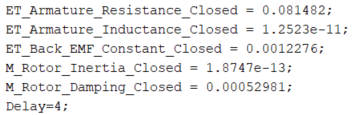 ET_Armature_Resistance_Closed = 0.081482;
ET_Armature_Inductance_Closed = 1.2523e-11;
ET_Back_EMF_Constant_Closed = 0.0012276;
M_Rotor_Inertia_Closed = 1.8747e-13;
M_Rotor_Damping_Closed = 0.00052981;
Delay=4;